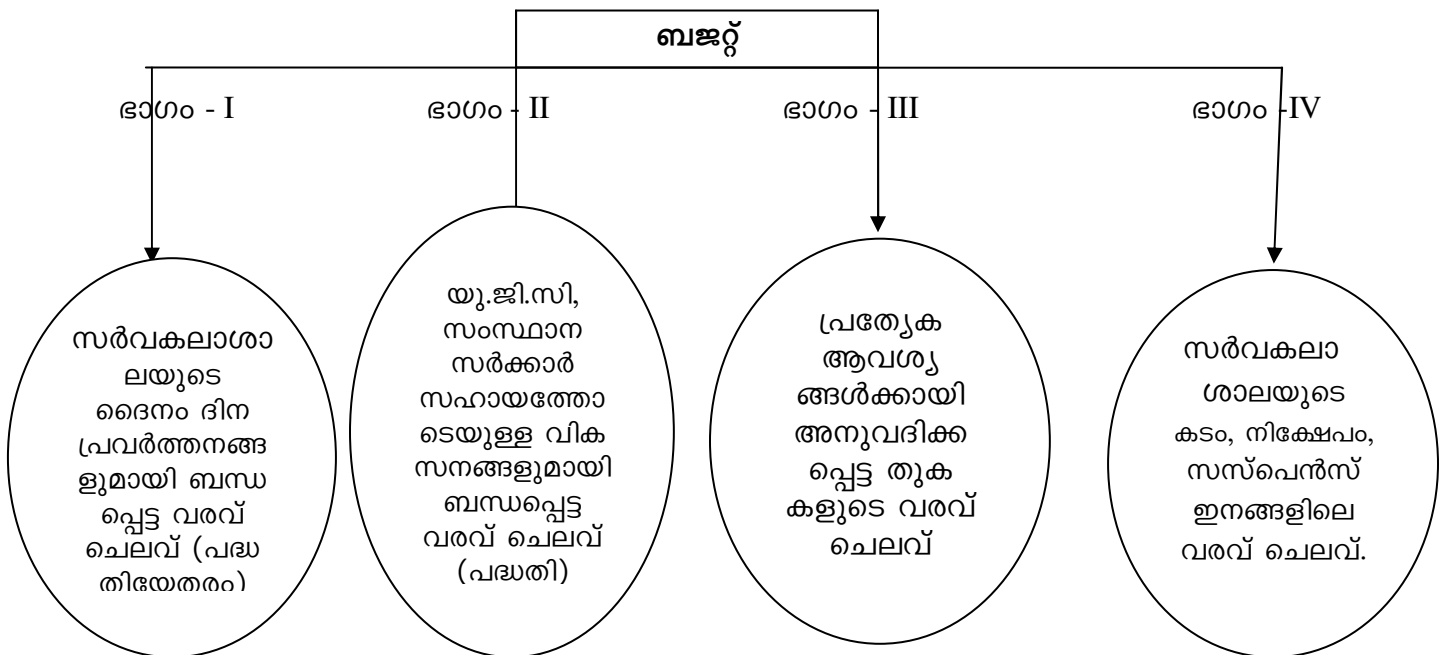 ബജറ്റ്
ഭാഗം - I
ഭാഗം - II
ഭാഗം - III
ഭാഗം -IV
സർവകലാശാ
ലയുടെ
ദൈനം ദിന
പ്രവർത്തനങ്ങ
ളുമായി ബന്ധ
പ്പെട്ട വരവ്
ചെലവ് (പദ്ധ
തിയേതരം)
യു.ജി.സി,
സംസ്ഥാന
സർക്കാർ
സഹായത്തോ
ടെയുള്ള വിക
സനങ്ങളുമായി
ബന്ധപ്പെട്ട
വരവ് ചെലവ്
(പദ്ധതി)
പ്രത്യേക
ആവശ്യ
ങ്ങൾക്കായി
അനുവദിക്ക
പ്പെട്ട തുക
കളുടെ വരവ്
ചെലവ്
സർവകലാ
ശാലയുടെ
കടം, നിക്ഷേപം,
സസ്പെൻസ്
ഇനങ്ങളിലെ
വരവ് ചെലവ്.